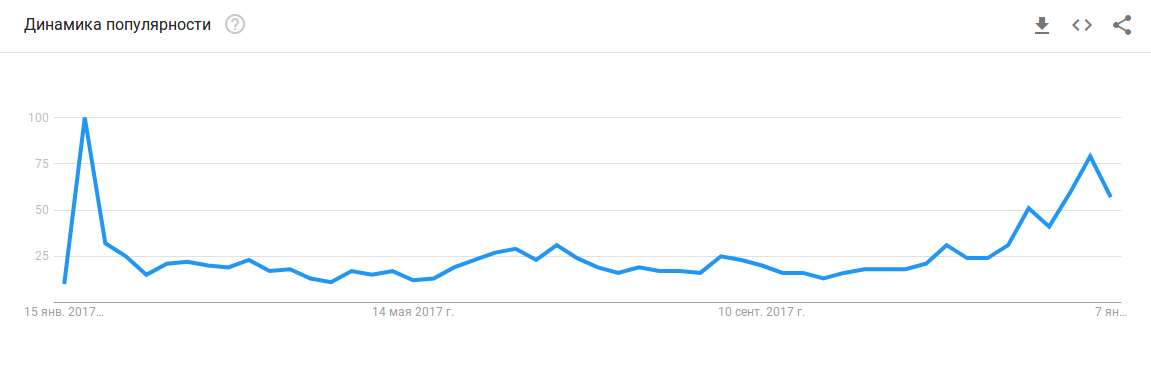 Динамика популярности
100
75
50
25
15 янв. 2017…
14 мая 2017 г.
10 сент. 2017 г.
7 ян…